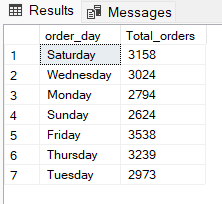 Results Messages
order_day Total_orders
1 Saturday 3158
2 Wednesday 3024
3 Monday 2794
4 Sunday 2624
5 Friday 3538
6 Thursday 3239
7 Tuesday 2973